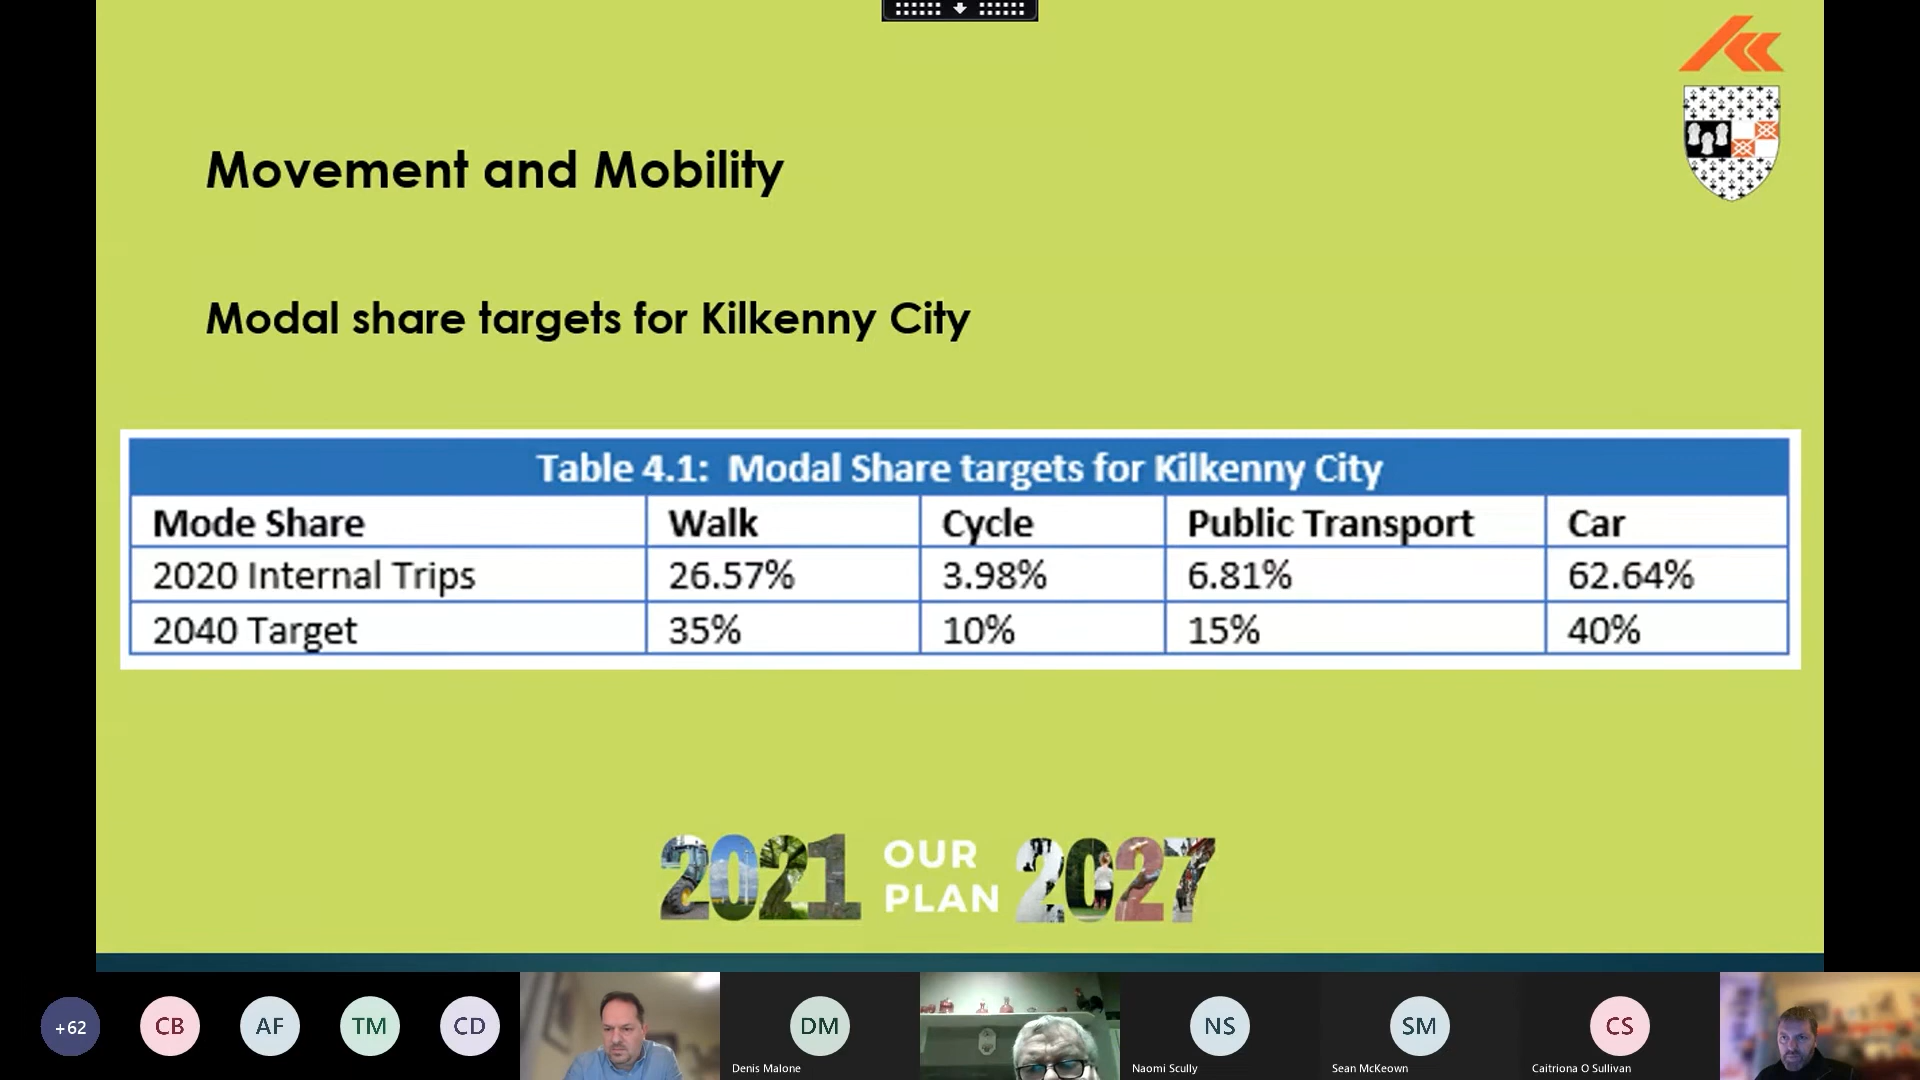 Movement and Mobility
Modal share targets for Kilkenny City
Table 4.1: Modal Share targets for Kilkenny City
Mode Share Walk Cycle Public Transport Car
2020 Internal Trips 26.57% 3.98% 6.81% 62.64%
2040 Target 35% 10% 15% 40%
2021 OUR PLAN 2027
+62 CB AF TM CD DM NS SM CS
Denis Malone Naomi Scully Sean McKeown Caitriona O Sullivan